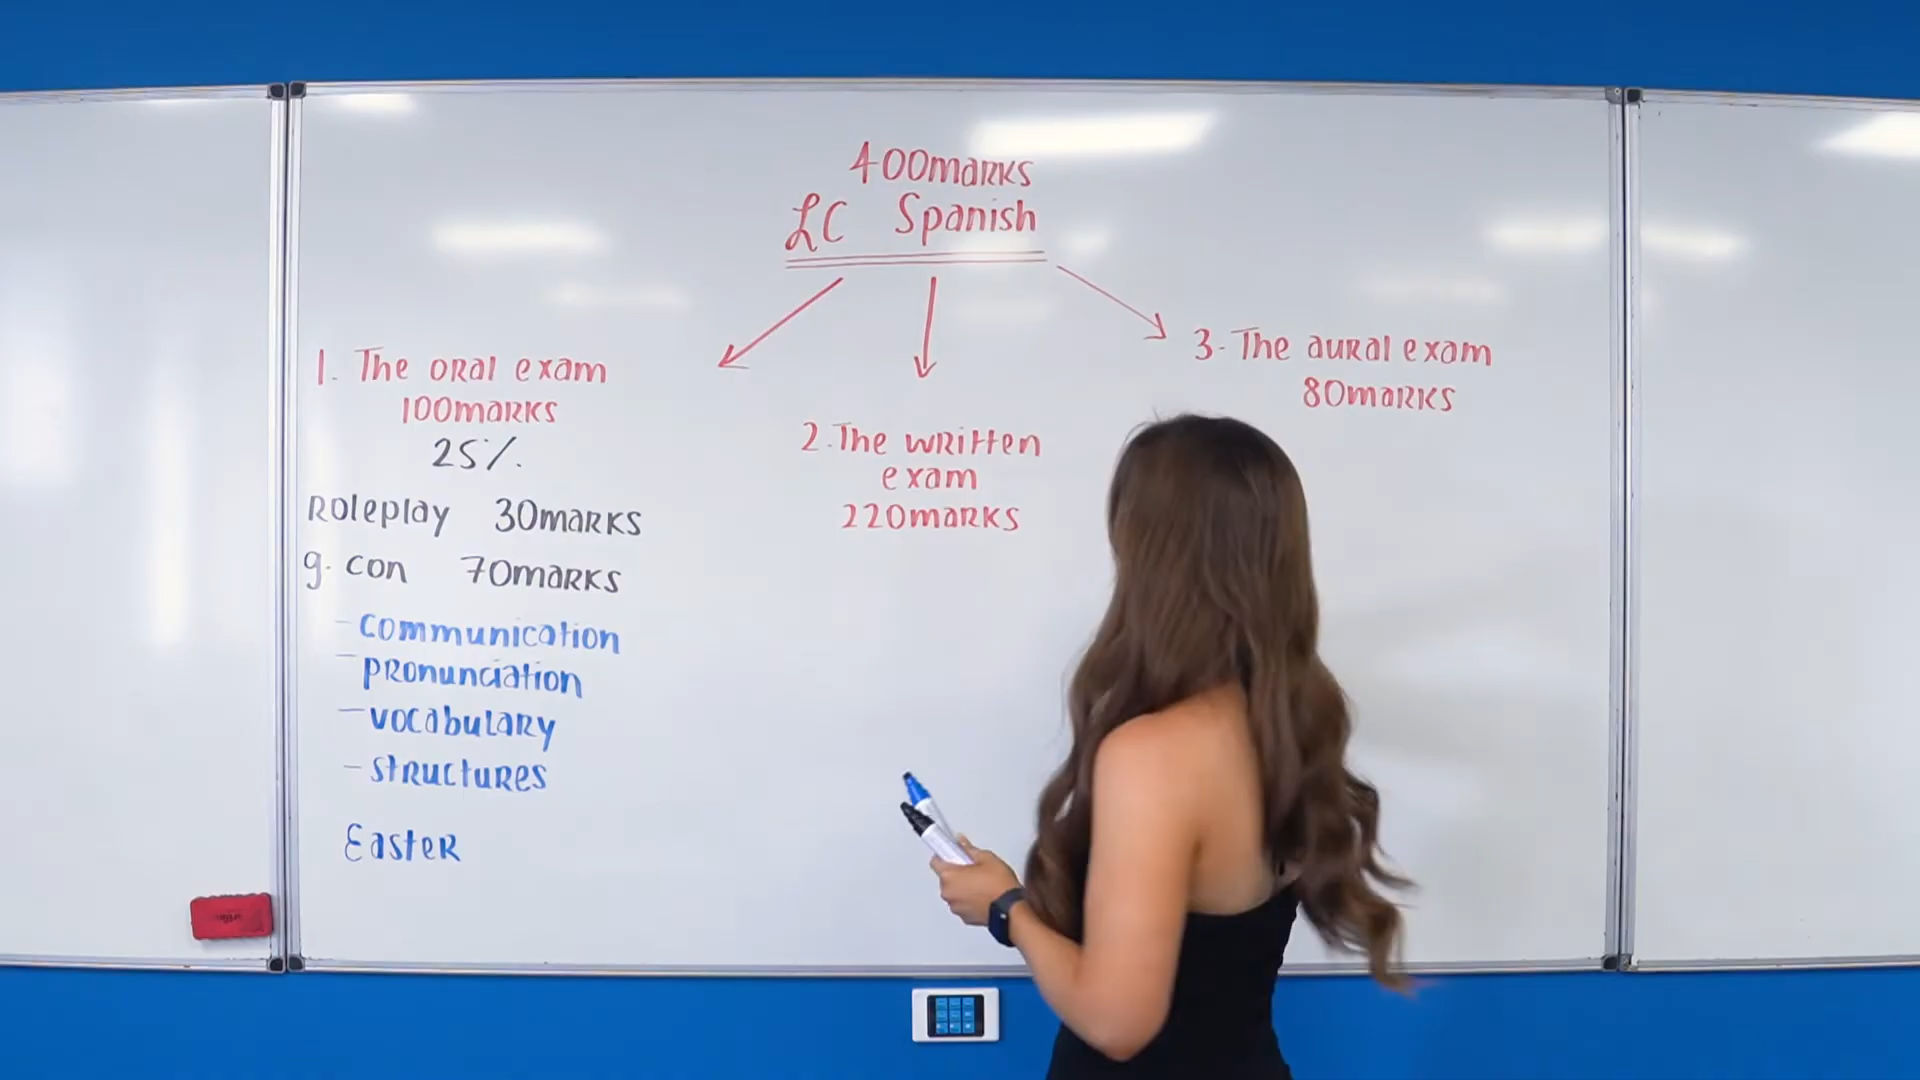 400marks
LC Spanish
1. The oral exam
100marks
25%.
Roleplay 30marks
g. con 70marks
- communication
- pronunciation
- vocabulary
- structures
Easter
2. The written
exam
220marks
3. The aural exam
80marks